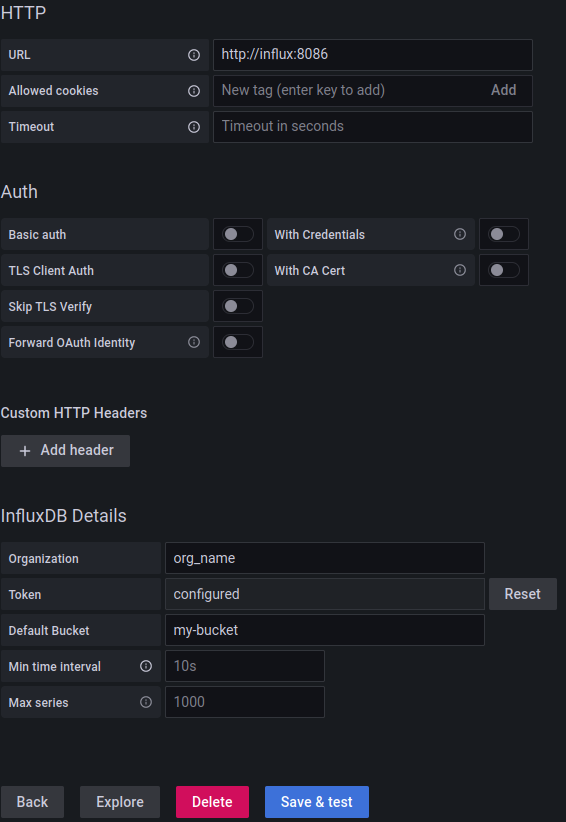 HTTP
URL http://influx:8086
Allowed cookies New tag (enter key to add) Add
Timeout Timeout in seconds
Auth
Basic auth With Credentials
TLS Client Auth With CA Cert
Skip TLS Verify
Forward OAuth Identity
Custom HTTP Headers
+ Add header
InfluxDB Details
Organization org_name
Token configured Reset
Default Bucket my-bucket
Min time interval 10s
Max series 1000
Back Explore Delete Save & test